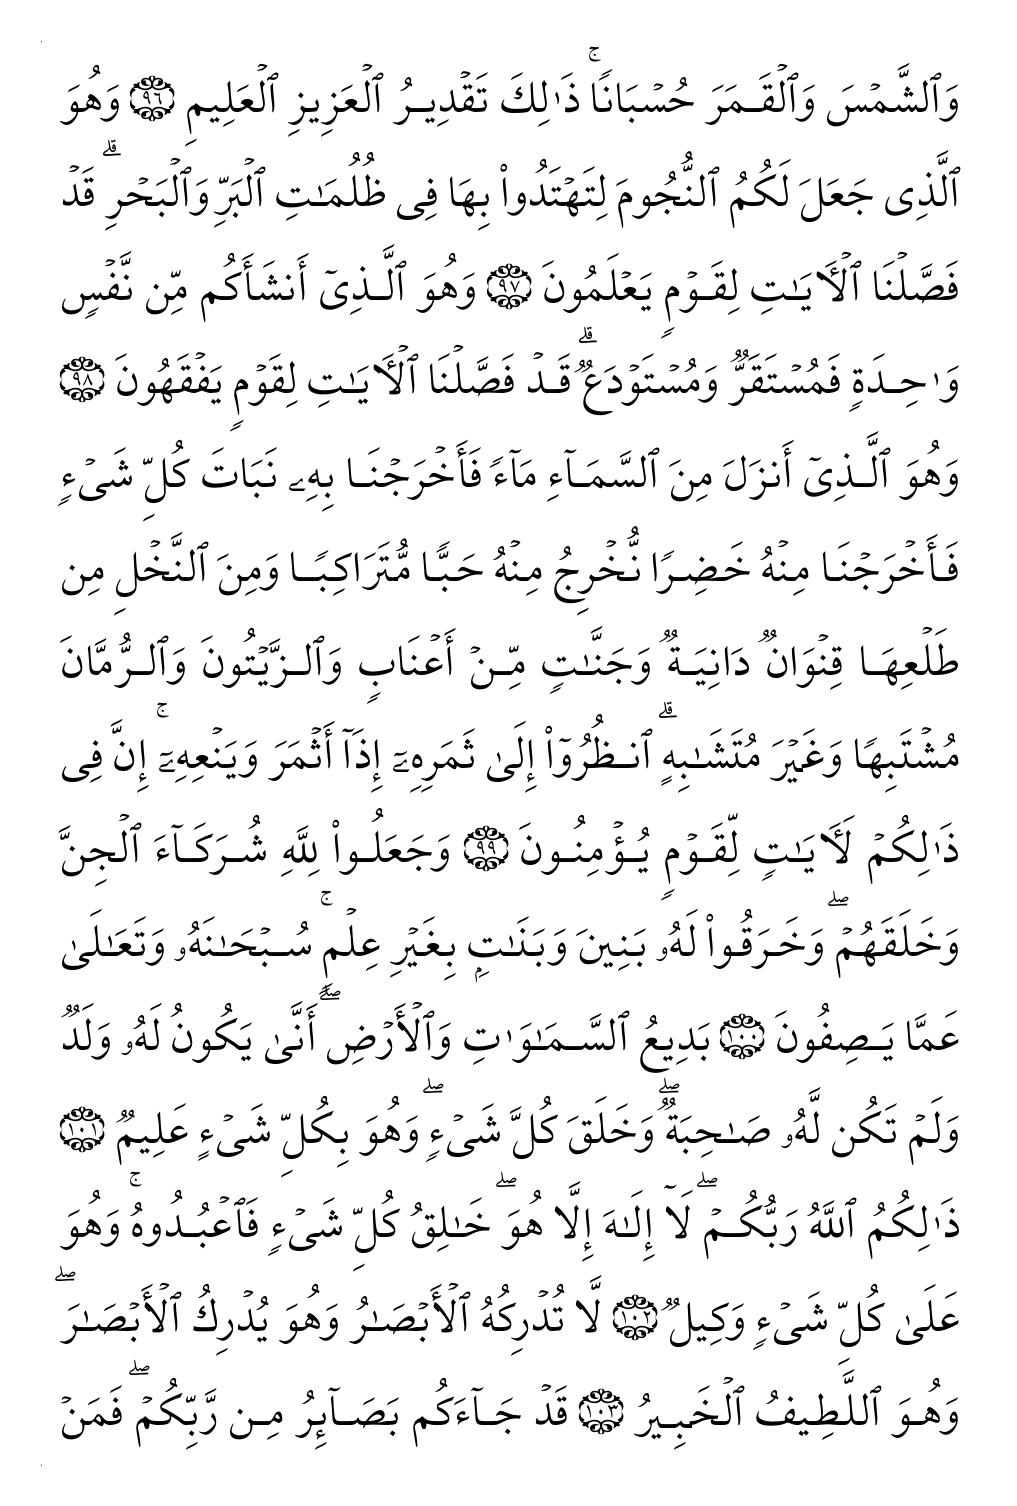 وَٱلشَّمۡسَ وَٱلۡقَمَرَ حُسۡبَانٗاۚ ذَٰلِكَ تَقۡدِيرُ ٱلۡعَزِيزِ ٱلۡعَلِيمِ ٩٦ وَهُوَ
ٱلَّذِي جَعَلَ لَكُمُ ٱلنُّجُومَ لِتَهۡتَدُواْ بِهَا فِي ظُلُمَٰتِ ٱلۡبَرِّ وَٱلۡبَحۡرِۗ قَدۡ
فَصَّلۡنَا ٱلۡأٓيَٰتِ لِقَوۡمٖ يَعۡلَمُونَ ٩٧ وَهُوَ ٱلَّذِيٓ أَنشَأَكُم مِّن نَّفۡسٖ
وَٰحِدَةٖ فَمُسۡتَقَرّٞ وَمُسۡتَوۡدَعٞۗ قَدۡ فَصَّلۡنَا ٱلۡأٓيَٰتِ لِقَوۡمٖ يَفۡقَهُونَ ٩٨
وَهُوَ ٱلَّذِيٓ أَنزَلَ مِنَ ٱلسَّمَآءِ مَآءٗ فَأَخۡرَجۡنَا بِهِۦ نَبَاتَ كُلِّ شَيۡءٖ
فَأَخۡرَجۡنَا مِنۡهُ خَضِرٗا نُّخۡرِجُ مِنۡهُ حَبّٗا مُّتَرَاكِبٗا وَمِنَ ٱلنَّخۡلِ مِن
طَلۡعِهَا قِنۡوَانٞ دَانِيَةٞ وَجَنَّٰتٖ مِّنۡ أَعۡنَابٖ وَٱلزَّيۡتُونَ وَٱلرُّمَّانَ
مُشۡتَبِهٗا وَغَيۡرَ مُتَشَٰبِهٍۗ ٱنظُرُوٓاْ إِلَىٰ ثَمَرِهِۦٓ إِذَآ أَثۡمَرَ وَيَنۡعِهِۦٓۚ إِنَّ فِي
ذَٰلِكُمۡ لَأٓيَٰتٖ لِّقَوۡمٖ يُؤۡمِنُونَ ٩٩ وَجَعَلُواْ لِلَّهِ شُرَكَآءَ ٱلۡجِنَّ
وَخَلَقَهُمۡۖ وَخَرَقُواْ لَهُۥ بَنِينَ وَبَنَٰتِۭ بِغَيۡرِ عِلۡمٖۚ سُبۡحَٰنَهُۥ وَتَعَٰلَىٰ
عَمَّا يَصِفُونَ ١٠٠ بَدِيعُ ٱلسَّمَٰوَٰتِ وَٱلۡأَرۡضِۖ أَنَّىٰ يَكُونُ لَهُۥ وَلَدٞ
وَلَمۡ تَكُن لَّهُۥ صَٰحِبَةٞۖ وَخَلَقَ كُلَّ شَيۡءٖۖ وَهُوَ بِكُلِّ شَيۡءٍ عَلِيمٞ ١٠١
ذَٰلِكُمُ ٱللَّهُ رَبُّكُمۡۖ لَآ إِلَٰهَ إِلَّا هُوَۖ خَٰلِقُ كُلِّ شَيۡءٖ فَٱعۡبُدُوهُۚ وَهُوَ
عَلَىٰ كُلِّ شَيۡءٖ وَكِيلٞ ١٠٢ لَّا تُدۡرِكُهُ ٱلۡأَبۡصَٰرُ وَهُوَ يُدۡرِكُ ٱلۡأَبۡصَٰرَۖ
وَهُوَ ٱللَّطِيفُ ٱلۡخَبِيرُ ١٠٣ قَدۡ جَآءَكُم بَصَآئِرُ مِن رَّبِّكُمۡۖ فَمَنۡ